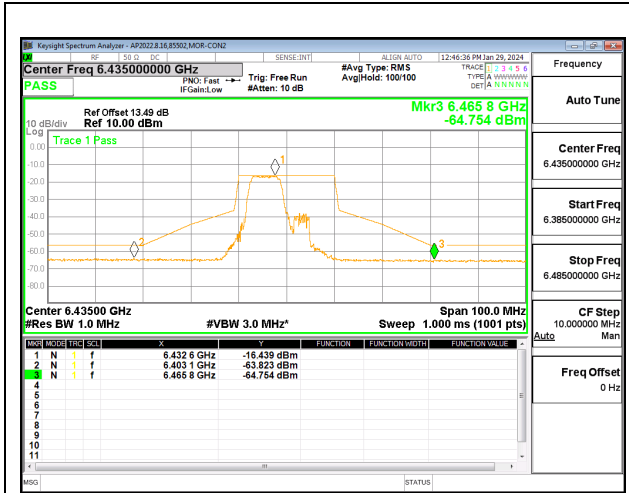 Keysight Spectrum Analyzer - AP2022.8.16,85502,MOR-CON2
RF 50 Ω DC SENSE:INT ALIGN AUTO 12:46:36 PM Jan 29, 2024
Center Freq 6.435000000 GHz
PASS
PNO: Fast
IFGain:Low
Trig: Free Run
#Atten: 10 dB
#Avg Type: RMS
Avg|Hold: 100/100
TRACE 1 2 3 4 5 6
TYPE A WWWWW
DET A N N N N N
Ref Offset 13.49 dB
10 dB/div Ref 10.00 dBm
Log
Mkr3 6.465 8 GHz
-64.754 dBm
Trace 1 Pass
0.00
-10.0
-20.0
-30.0
-40.0
-50.0
-60.0
-70.0
-80.0
1
2
3
Center 6.43500 GHz Span 100.0 MHz
#Res BW 1.0 MHz #VBW 3.0 MHz* Sweep 1.000 ms (1001 pts)
MKR MODE TRC SCL X Y FUNCTION FUNCTION WIDTH FUNCTION VALUE
1 N 1 f 6.432 6 GHz -16.439 dBm
2 N 1 f 6.403 1 GHz -63.823 dBm
3 N 1 f 6.465 8 GHz -64.754 dBm
4
5
6
7
8
9
10
11
MSG STATUS
Frequency
Auto Tune
Center Freq
6.435000000 GHz
Start Freq
6.385000000 GHz
Stop Freq
6.485000000 GHz
CF Step
10.000000 MHz
Auto Man
Freq Offset
0 Hz